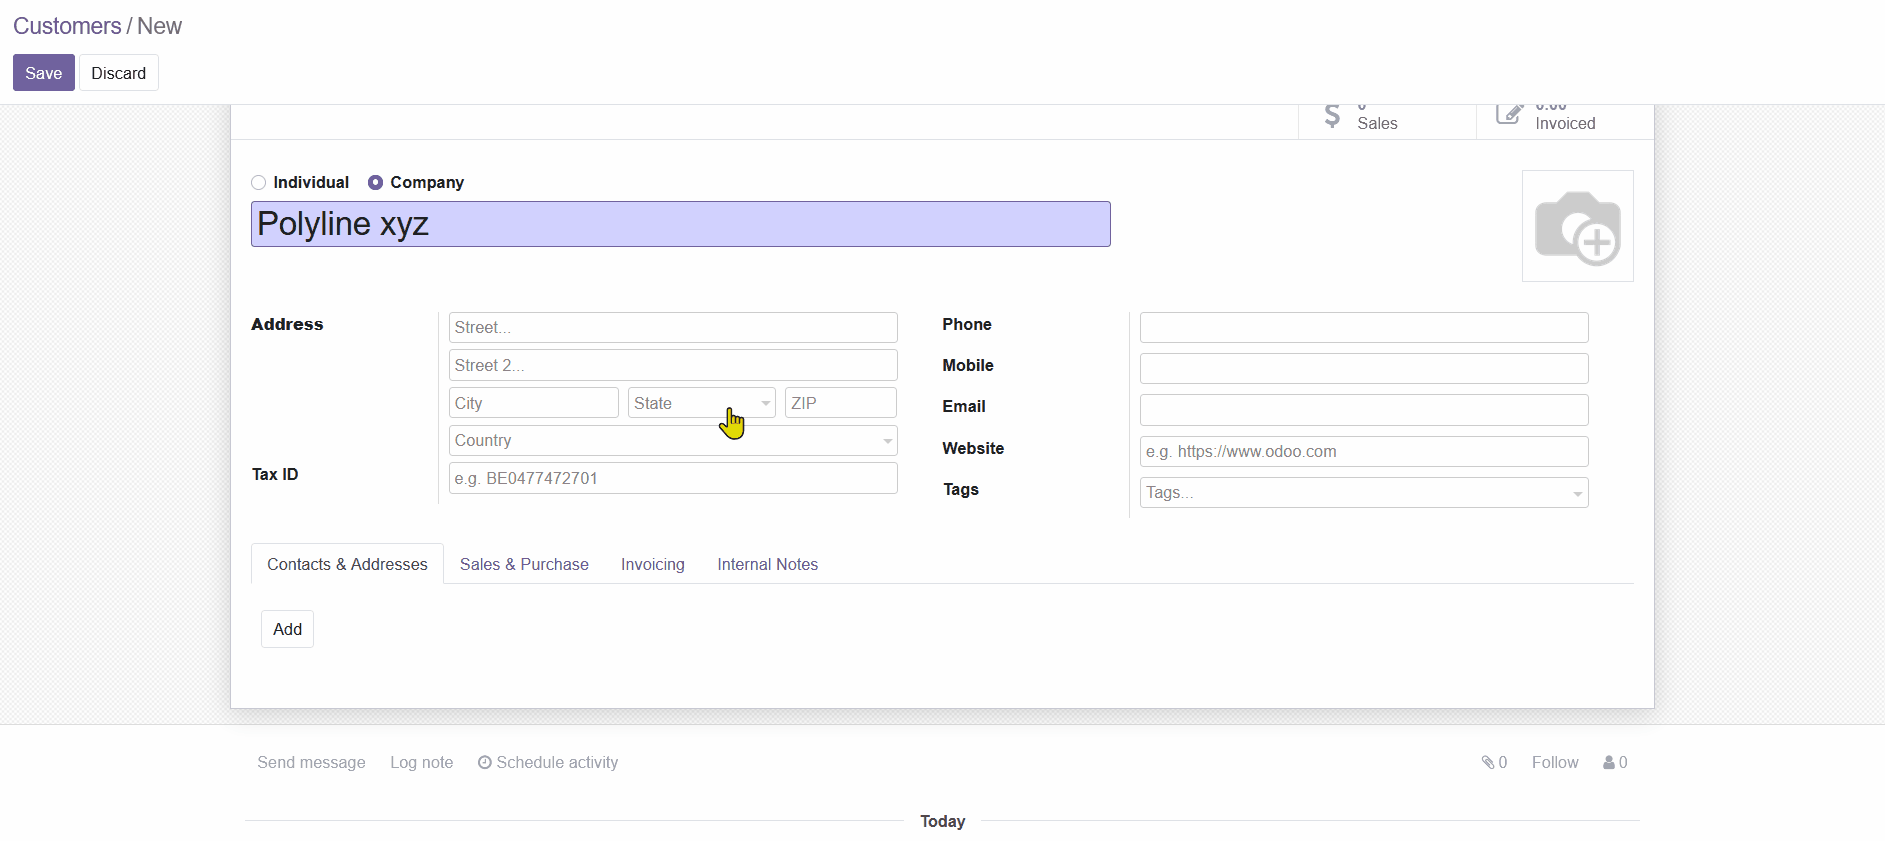 Customers / New
Save Discard
Sales
Invoiced
Individual Company
Polyline xyz
Address Street... Phone
Street 2... Mobile
City State ZIP Email
Country Website e.g. https://www.odoo.com
Tax ID e.g. BE0477472701 Tags Tags...
Contacts & Addresses Sales & Purchase Invoicing Internal Notes
Add
Send message Log note Schedule activity 0 Follow 0
Today